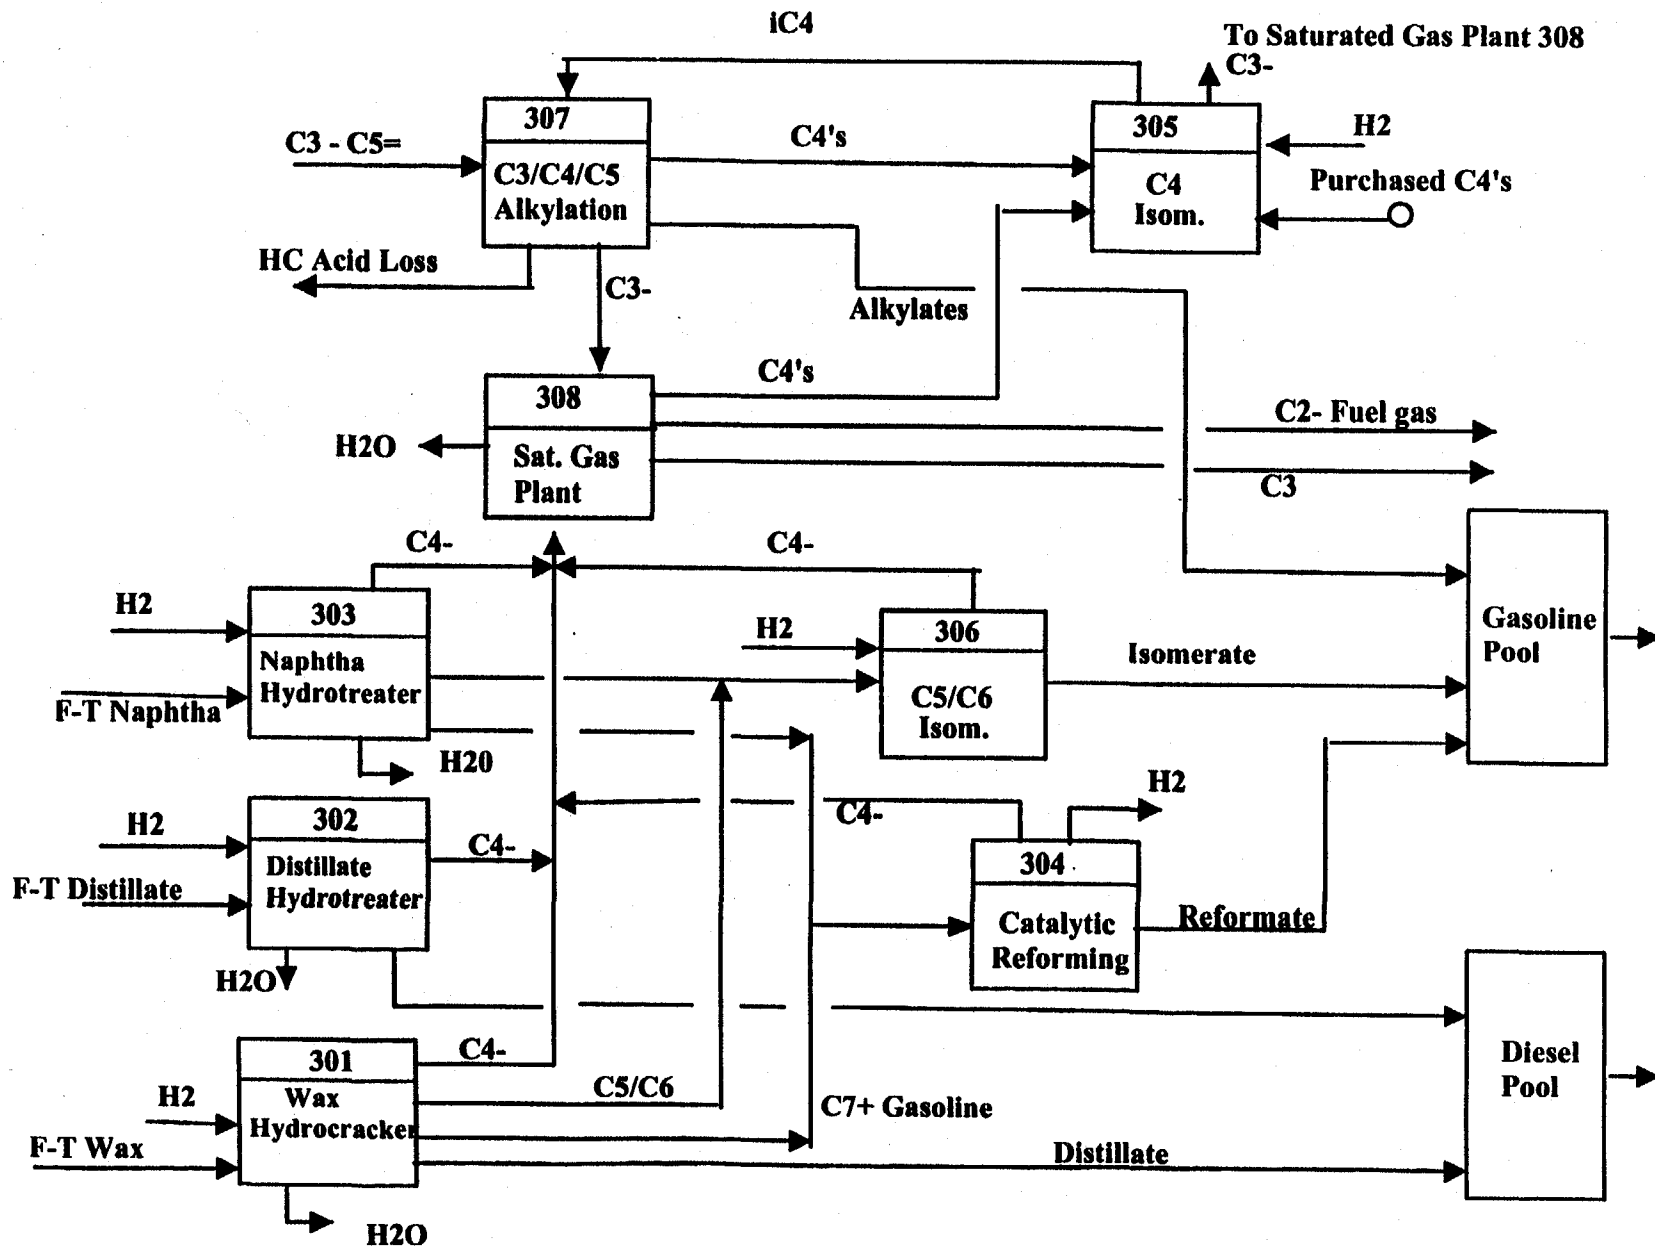 iC4
To Saturated Gas Plant 308
C3-
307
305
H2
C3 - C5=
C4's
C3/C4/C5
Alkylation
C4
Isom.
Purchased C4's
HC Acid Loss
C3-
Alkylates
C4's
308
C2- Fuel gas
H2O
Sat. Gas
Plant
C3
C4-
C4-
H2
303
H2
306
Gasoline
Pool
Naphtha
Hydrotreater
Isomerate
F-T Naphtha
C5/C6
Isom.
H20
H2
302
H2
C4-
C4-
Distillate
Hydrotreater
304
F-T Distillate
Catalytic
Reforming
Reformate
H2O
301
C4-
Diesel
Pool
H2
Wax
Hydrocracker
C5/C6
C7+ Gasoline
F-T Wax
Distillate
H2O